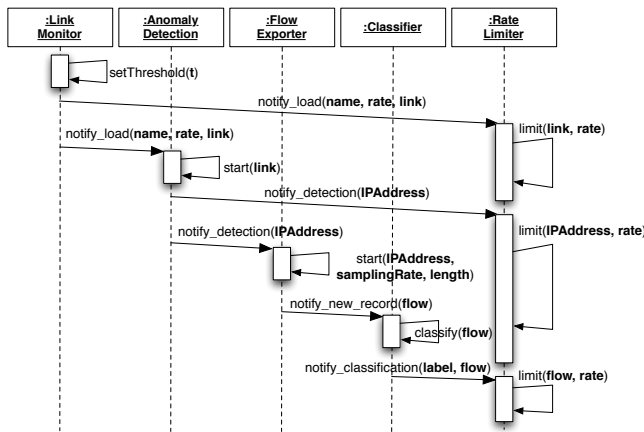 :Link
Monitor
:Anomaly
Detection
:Flow
Exporter
:Classifier
:Rate
Limiter
setThreshold(t)
notify_load(name, rate, link)
limit(link, rate)
notify_load(name, rate, link)
start(link)
notify_detection(IPAddress)
limit(IPAddress, rate)
notify_detection(IPAddress)
start(IPAddress,
samplingRate, length)
notify_new_record(flow)
classify(flow)
notify_classification(label, flow)
limit(flow, rate)